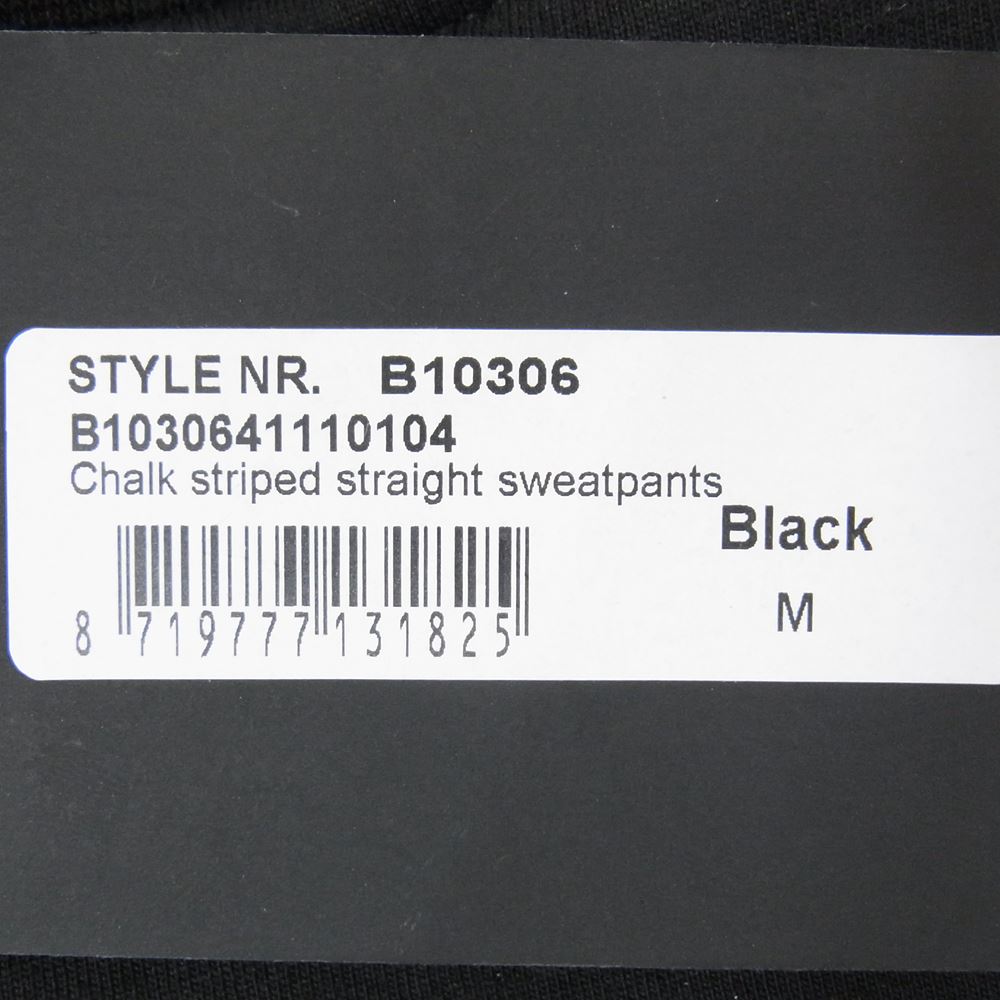 STYLE NR. B10306
B1030641110104
Chalk striped straight sweatpants
Black
M
8 719777 131825